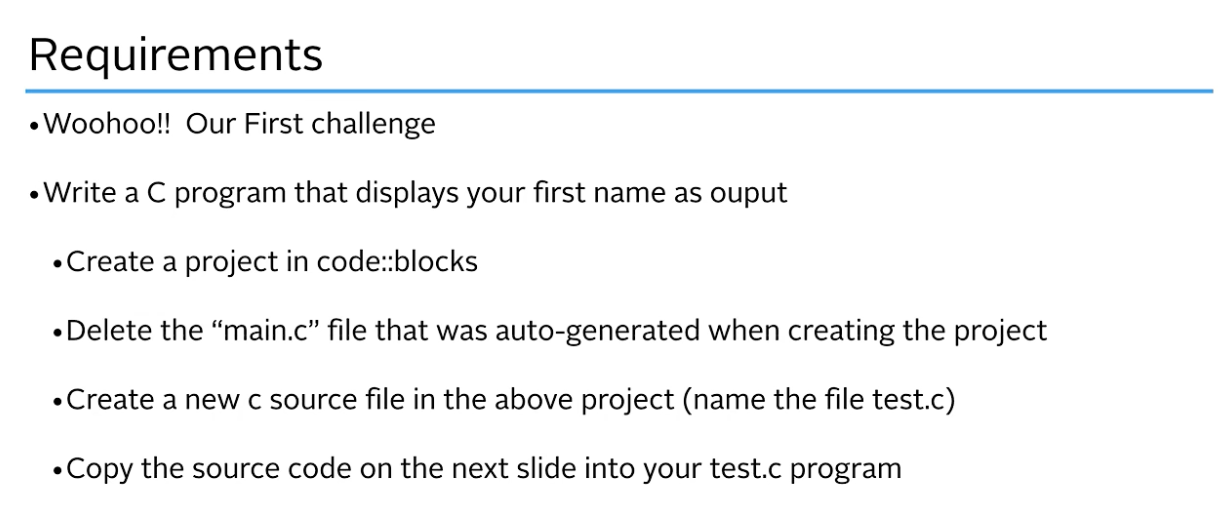 Requirements
•Woohoo!!  Our First challenge
•Write a C program that displays your first name as ouput
•Create a project in code::blocks
•Delete the “main.c” file that was auto-generated when creating the project
•Create a new c source file in the above project (name the file test.c)
•Copy the source code on the next slide into your test.c program